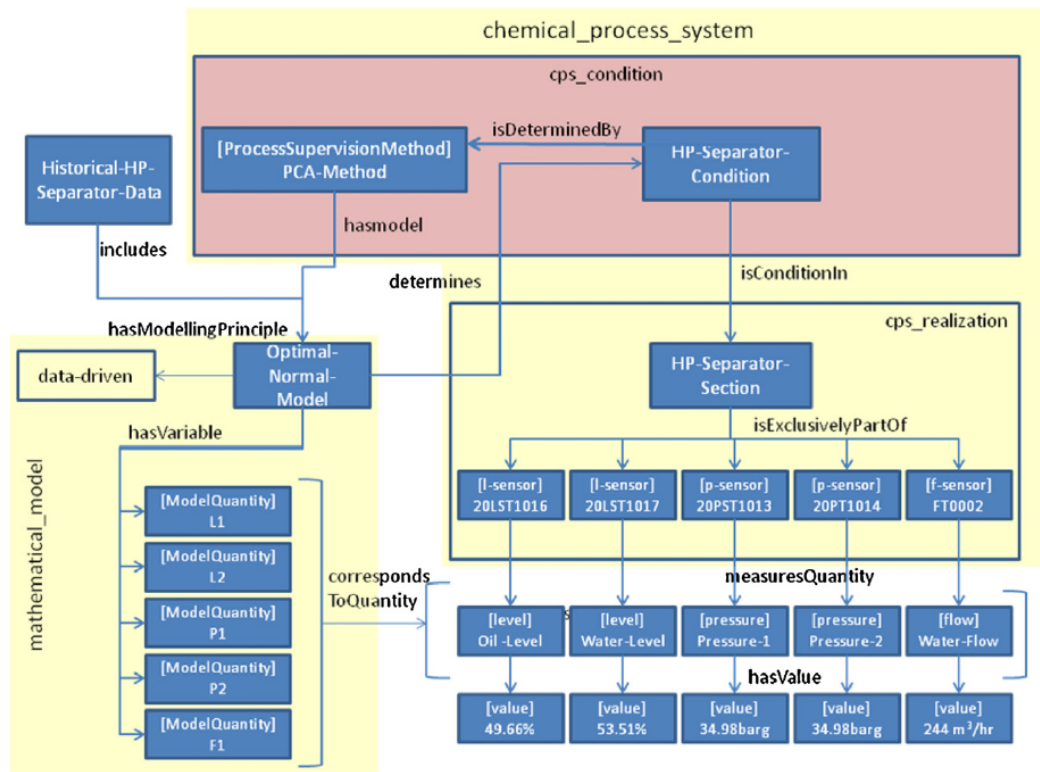 chemical_process_system
cps_condition
isDeterminedBy
[ProcessSupervisionMethod]
PCA-Method
HP-Separator-
Condition
Historical-HP-
Separator-Data
hasmodel
includes
determines
isConditionIn
cps_realization
hasModellingPrinciple
Optimal-
Normal-
Model
data-driven
HP-Separator-
Section
hasVariable
isExclusivelyPartOf
mathematical_model
[l-sensor]
20LST1016
[l-sensor]
20LST1017
[p-sensor]
20PST1013
[p-sensor]
20PT1014
[f-sensor]
FT0002
[ModelQuantity]
L1
[ModelQuantity]
L2
[ModelQuantity]
P1
[ModelQuantity]
P2
[ModelQuantity]
F1
corresponds
ToQuantity
measuresQuantity
[level]
Oil -Level
s
[level]
Water-Level
[pressure]
Pressure-1
[pressure]
Pressure-2
[flow]
Water-Flow
hasValue
[value]
49.66%
[value]
53.51%
[value]
34.98barg
[value]
34.98barg
[value]
244 m³/hr